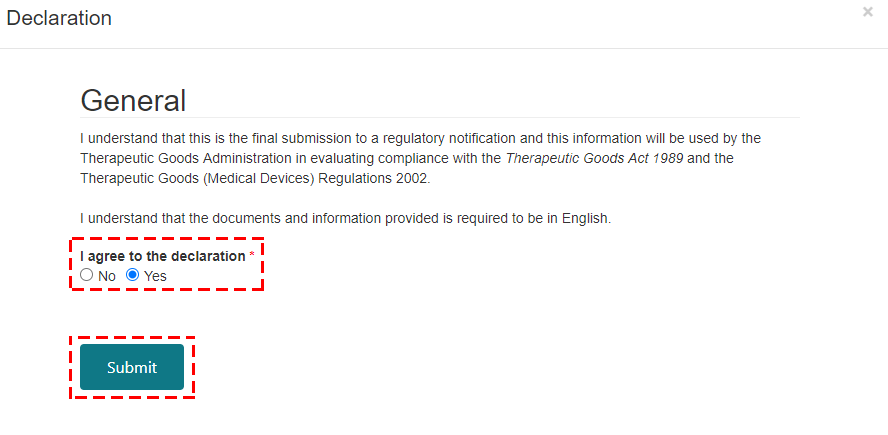 Declaration
×
General
I understand that this is the final submission to a regulatory notification and this information will be used by the
Therapeutic Goods Administration in evaluating compliance with the Therapeutic Goods Act 1989 and the
Therapeutic Goods (Medical Devices) Regulations 2002.
I understand that the documents and information provided is required to be in English.
I agree to the declaration *
No Yes
Submit